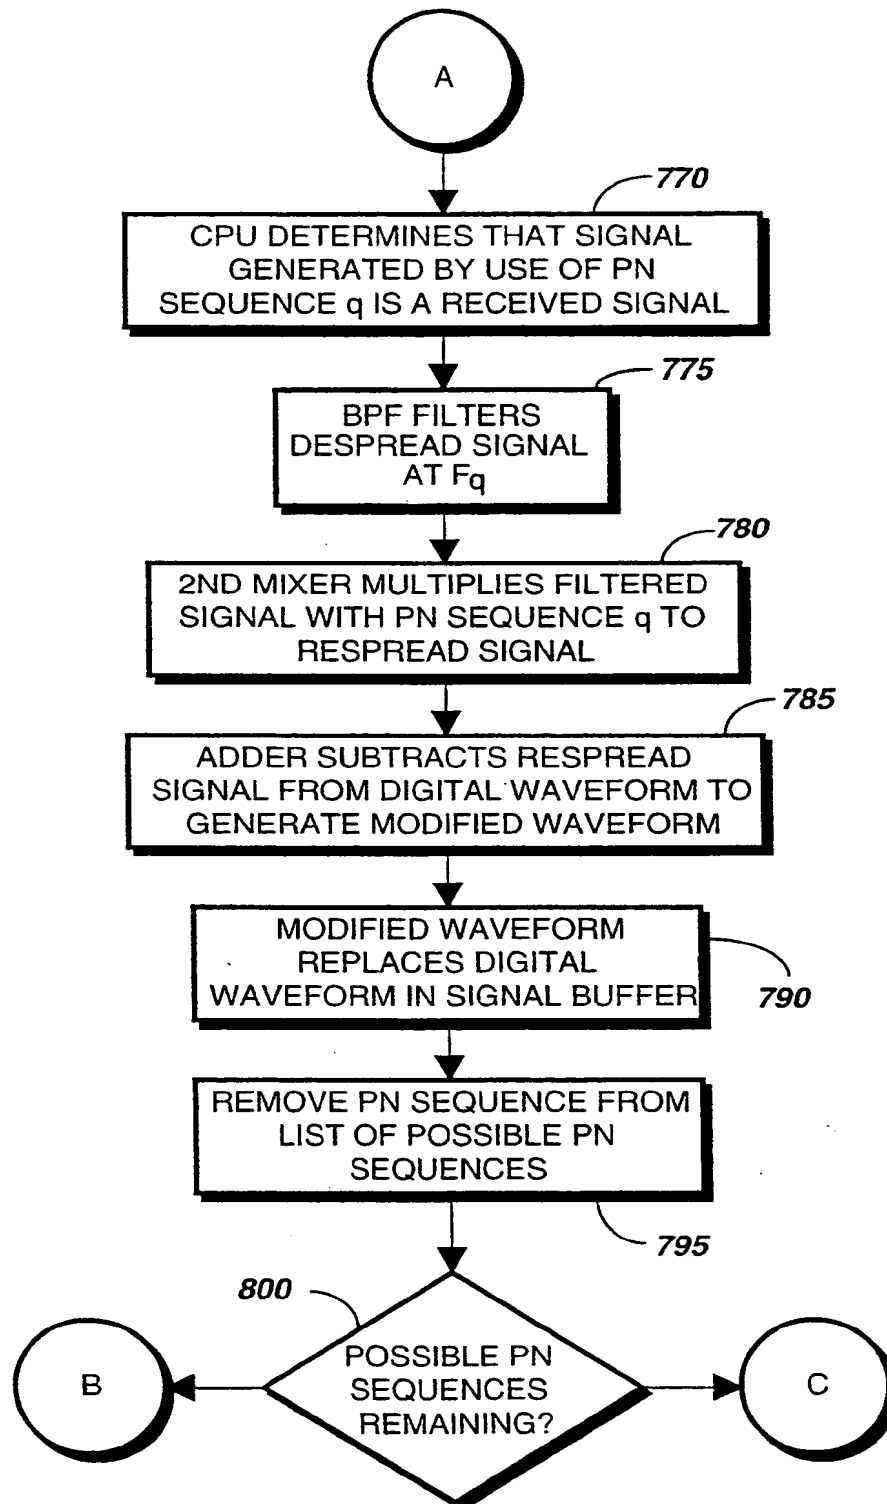 A
770
CPU DETERMINES THAT SIGNAL
GENERATED BY USE OF PN
SEQUENCE q IS A RECEIVED SIGNAL
775
BPF FILTERS
DESPREAD SIGNAL
AT Fq
780
2ND MIXER MULTIPLIES FILTERED
SIGNAL WITH PN SEQUENCE q TO
RESPREAD SIGNAL
785
ADDER SUBTRACTS RESPREAD
SIGNAL FROM DIGITAL WAVEFORM TO
GENERATE MODIFIED WAVEFORM
MODIFIED WAVEFORM
REPLACES DIGITAL
WAVEFORM IN SIGNAL BUFFER
790
REMOVE PN SEQUENCE FROM
LIST OF POSSIBLE PN
SEQUENCES
795
800
POSSIBLE PN
SEQUENCES
REMAINING?
B
C